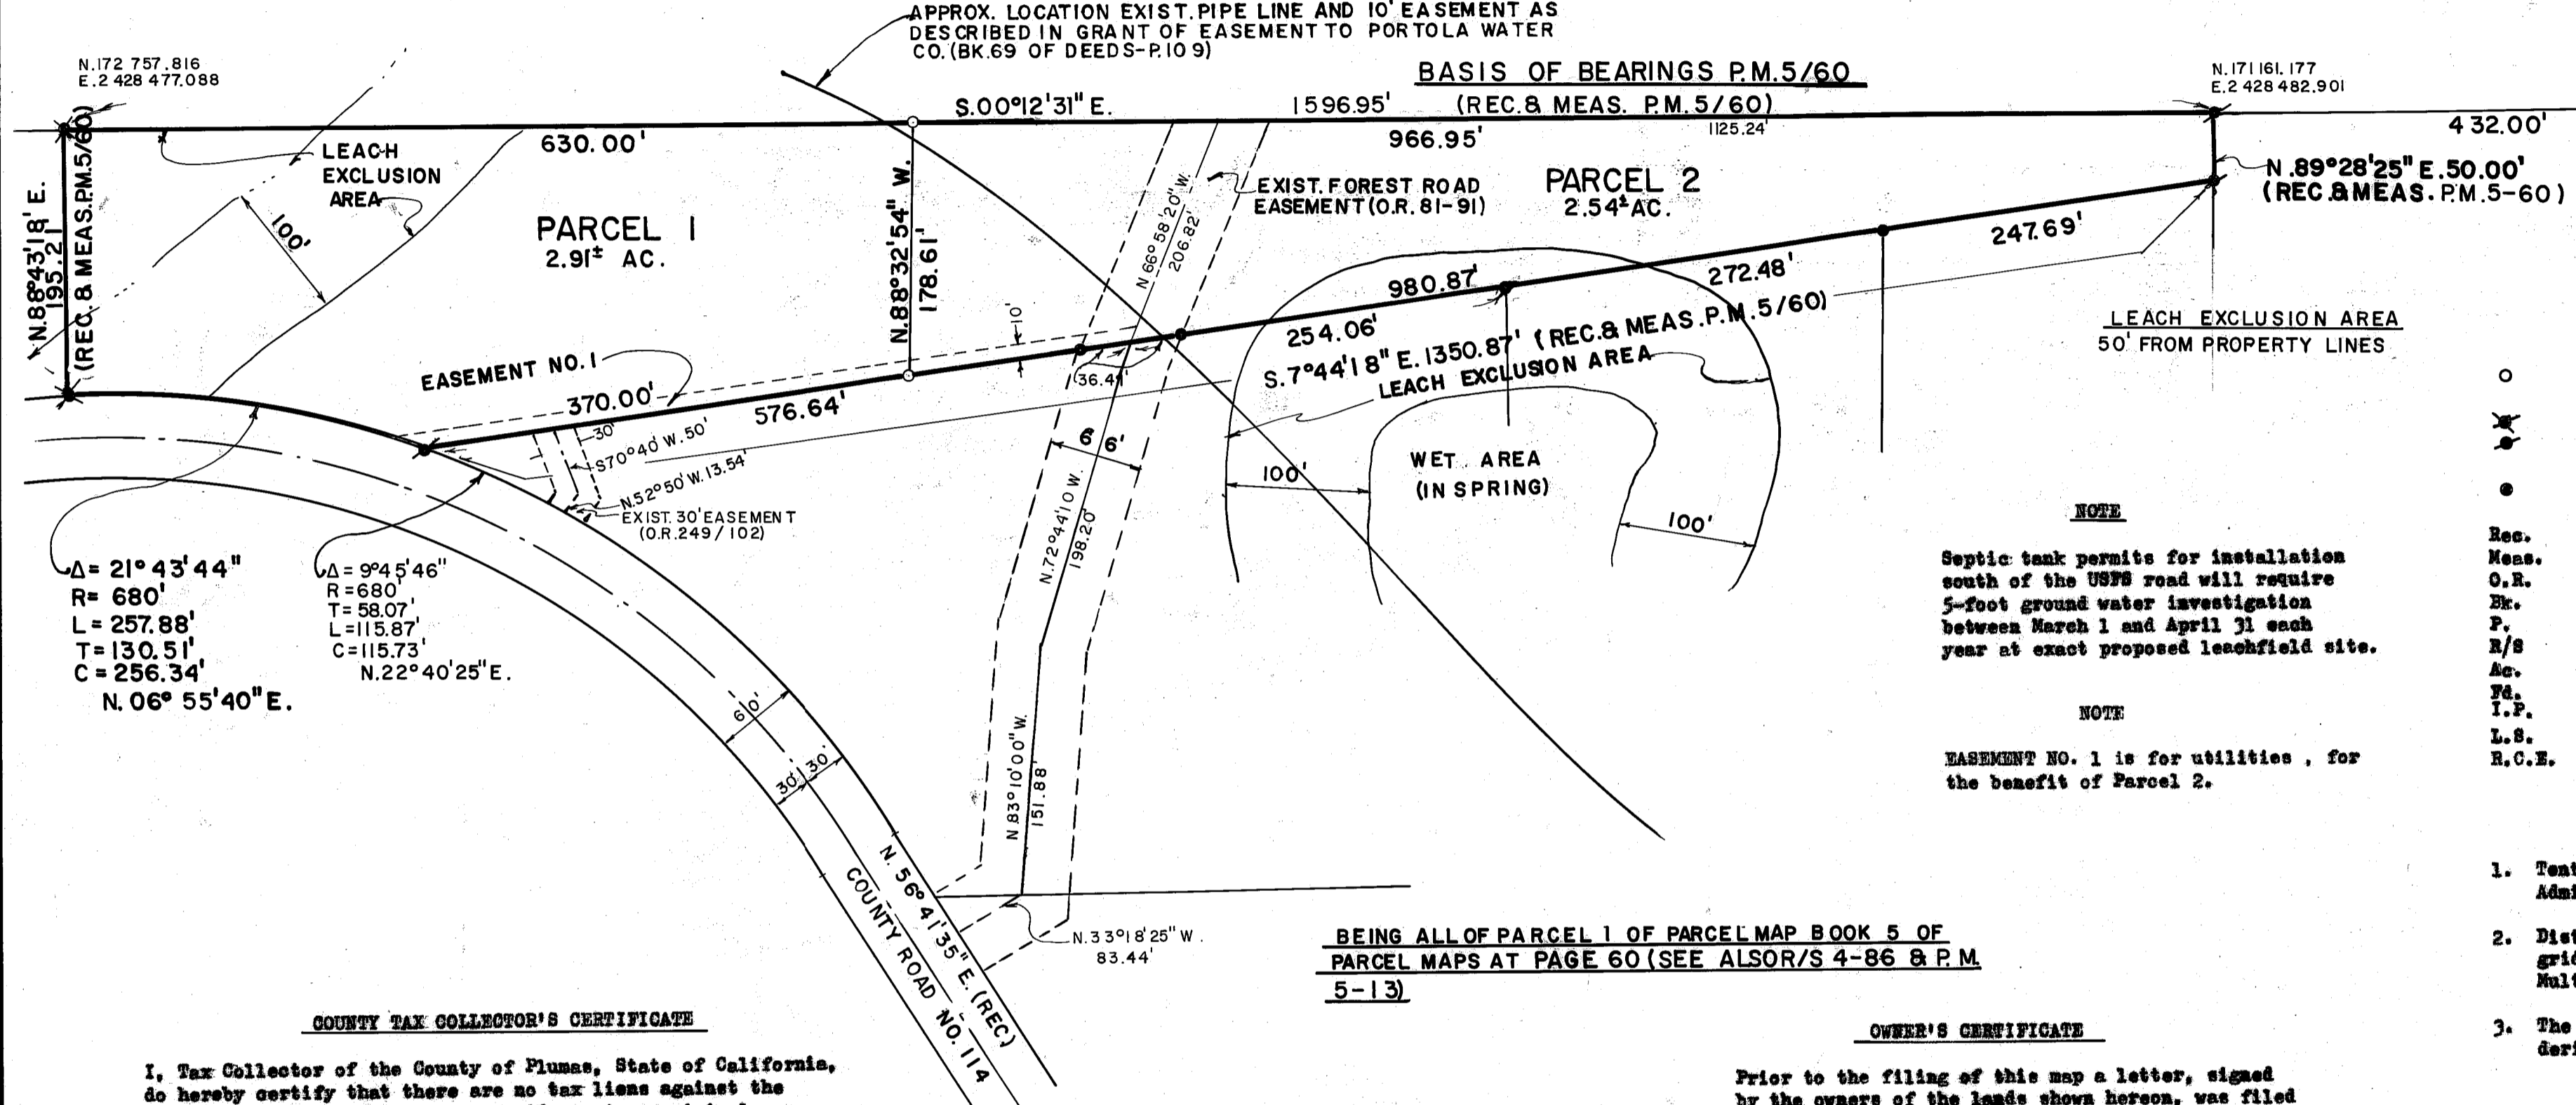 APPROX. LOCATION EXIST. PIPE LINE AND 10' EASEMENT AS
DESCRIBED IN GRANT OF EASEMENT TO PORTOLA WATER
CO. (BK.69 OF DEEDS-P.109)
N.172 757.816
E.2 428 477.088
BASIS OF BEARINGS P.M.5/60
N.171 161.177
E.2 428 482.901
S.00°12'31" E.
1596.95'
(REC.& MEAS. P.M. 5/60)
630.00'
966.95'
1125.24'
432.00'
N.88°43'18" E.
195.21'
(REC. & MEAS.P.M.5/60)
LEACH
EXCLUSION
AREA
100'
PARCEL 1
2.91± AC.
N.88°32'54" W.
178.61'
N 66°58'20" W.
206.82'
EXIST. FOREST ROAD
EASEMENT (O.R. 81-91)
PARCEL 2
2.54± AC.
N.89°28'25" E.50.00'
(REC.&MEAS. P.M.5-60)
247.69'
272.48'
980.87'
254.06'
S.7°44'18" E. 1350.87' (REC.& MEAS.P.M.5/60)
LEACH EXCLUSION AREA
LEACH EXCLUSION AREA
50' FROM PROPERTY LINES
10'
36.41'
EASEMENT NO.1
370.00'
576.64'
30'
S70°40' W.50'
N.52°50' W.13.54'
EXIST. 30' EASEMENT
(O.R.249/102)
66'
N.72°44'10 W.
198.20'
100'
WET AREA
(IN SPRING)
100'
Δ= 21°43'44"
R= 680'
L= 257.88'
T=130.51'
C=256.34'
N. 06° 55'40" E.
Δ= 9°45'46"
R=680'
T= 58.07'
L=115.87'
C=115.73'
N.22°40'25"E.
NOTE
Septic tank permits for installation
south of the USFS road will require
5-foot ground water investigation
between March 1 and April 31 each
year at exact proposed leachfield site.
NOTE
EASEMENT NO. 1 is for utilities , for
the benefit of Parcel 2.
Rec.
Meas.
O.R.
Bk.
P.
R/S
Ac.
Fd.
I.P.
L.S.
R.C.E.
60'
30'
30'
N 83°10'00" W.
151.88'
N. 56°41'35" E. (REC.)
COUNTY ROAD NO. 114
N.33°18'25" W.
83.44'
BEING ALL OF PARCEL 1 OF PARCEL MAP BOOK 5 OF
PARCEL MAPS AT PAGE 60 (SEE ALSO R/S 4-86 & P.M.
5-13)
1. Tent
Admi
2. Dist
grid
Mult
3. The
deri
COUNTY TAX COLLECTOR'S CERTIFICATE
I, Tax Collector of the County of Plumas, State of California,
do hereby certify that there are no tax liens against the
OWNER'S CERTIFICATE
Prior to the filing of this map a letter, signed
by the owners of the lands shown hereon, was filed